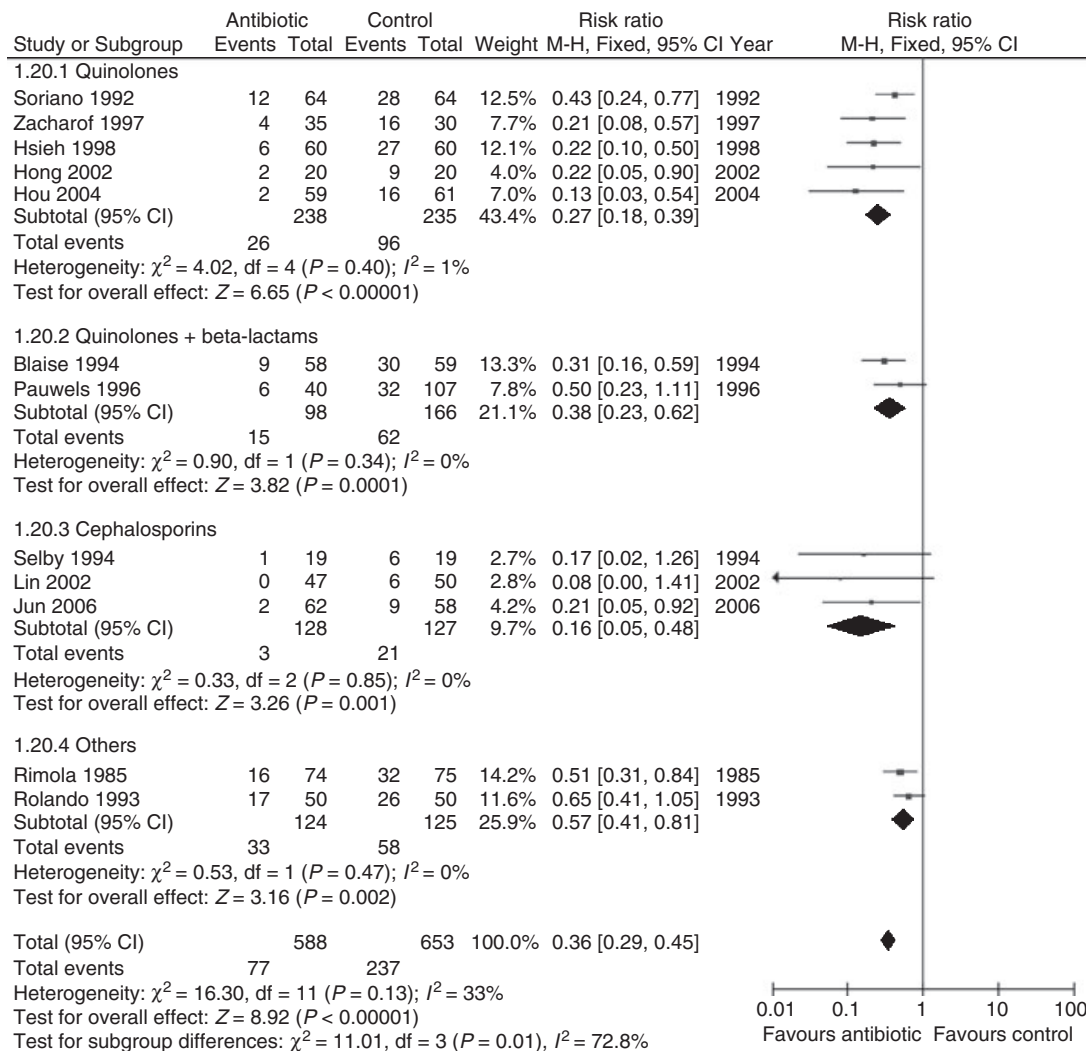 Antibiotic Control Risk ratio Risk ratio
Study or Subgroup Events Total Events Total Weight M-H, Fixed, 95% CI Year M-H, Fixed, 95% CI
1.20.1 Quinolones
Soriano 1992 12 64 28 64 12.5% 0.43 [0.24, 0.77] 1992
Zacharof 1997 4 35 16 30 7.7% 0.21 [0.08, 0.57] 1997
Hsieh 1998 6 60 27 60 12.1% 0.22 [0.10, 0.50] 1998
Hong 2002 2 20 9 20 4.0% 0.22 [0.05, 0.90] 2002
Hou 2004 2 59 16 61 7.0% 0.13 [0.03, 0.54] 2004
Subtotal (95% CI) 238 235 43.4% 0.27 [0.18, 0.39]
Total events 26 96
Heterogeneity: χ² = 4.02, df = 4 (P = 0.40); I² = 1%
Test for overall effect: Z = 6.65 (P < 0.00001)
1.20.2 Quinolones + beta-lactams
Blaise 1994 9 58 30 59 13.3% 0.31 [0.16, 0.59] 1994
Pauwels 1996 6 40 32 107 7.8% 0.50 [0.23, 1.11] 1996
Subtotal (95% CI) 98 166 21.1% 0.38 [0.23, 0.62]
Total events 15 62
Heterogeneity: χ² = 0.90, df = 1 (P = 0.34); I² = 0%
Test for overall effect: Z = 3.82 (P = 0.0001)
1.20.3 Cephalosporins
Selby 1994 1 19 6 19 2.7% 0.17 [0.02, 1.26] 1994
Lin 2002 0 47 6 50 2.8% 0.08 [0.00, 1.41] 2002
Jun 2006 2 62 9 58 4.2% 0.21 [0.05, 0.92] 2006
Subtotal (95% CI) 128 127 9.7% 0.16 [0.05, 0.48]
Total events 3 21
Heterogeneity: χ² = 0.33, df = 2 (P = 0.85); I² = 0%
Test for overall effect: Z = 3.26 (P = 0.001)
1.20.4 Others
Rimola 1985 16 74 32 75 14.2% 0.51 [0.31, 0.84] 1985
Rolando 1993 17 50 26 50 11.6% 0.65 [0.41, 1.05] 1993
Subtotal (95% CI) 124 125 25.9% 0.57 [0.41, 0.81]
Total events 33 58
Heterogeneity: χ² = 0.53, df = 1 (P = 0.47); I² = 0%
Test for overall effect: Z = 3.16 (P = 0.002)
Total (95% CI) 588 653 100.0% 0.36 [0.29, 0.45]
Total events 77 237
Heterogeneity: χ² = 16.30, df = 11 (P = 0.13); I² = 33%
Test for overall effect: Z = 8.92 (P < 0.00001)
Test for subgroup differences: χ² = 11.01, df = 3 (P = 0.01), I² = 72.8%
0.01 0.1 1 10 100
Favours antibiotic Favours control